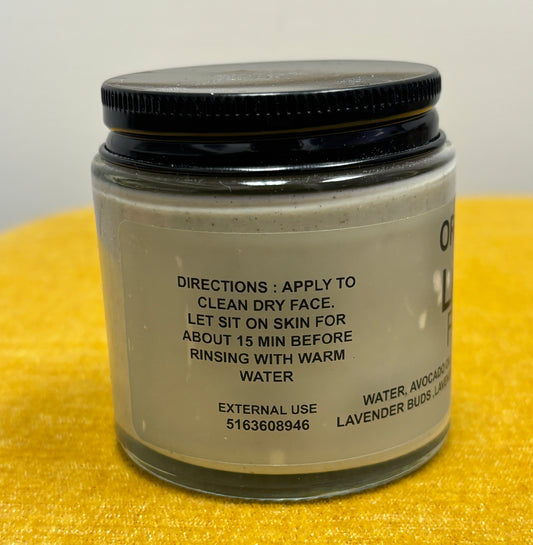 DIRECTIONS : APPLY TO
CLEAN DRY FACE.
LET SIT ON SKIN FOR
ABOUT 15 MIN BEFORE
RINSING WITH WARM
WATER
EXTERNAL USE
5163608946
WATER, AVOCADO
LAVENDER BUDS